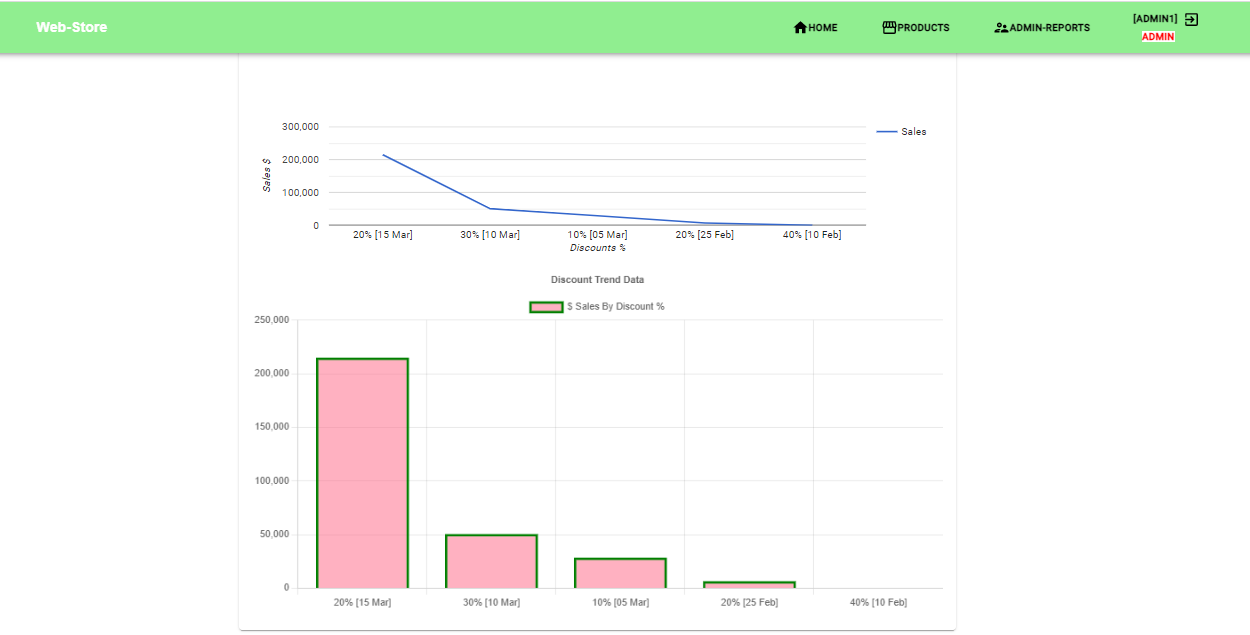 Web-Store
HOME
PRODUCTS
ADMIN-REPORTS
[ADMIN1]
ADMIN
300,000
200,000
100,000
0
Sales $
Sales
20% [15 Mar] 30% [10 Mar] 10% [05 Mar] 20% [25 Feb] 40% [10 Feb]
Discounts %
Discount Trend Data
$ Sales By Discount %
250,000
200,000
150,000
100,000
50,000
0
20% [15 Mar] 30% [10 Mar] 10% [05 Mar] 20% [25 Feb] 40% [10 Feb]